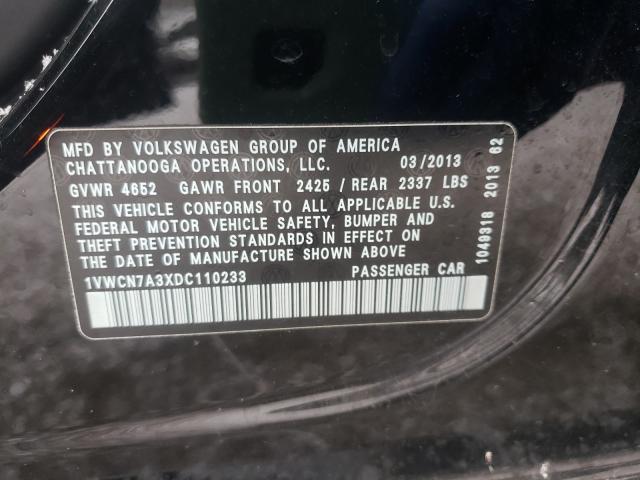 MFD BY VOLKSWAGEN GROUP OF AMERICA
CHATTANOOGA OPERATIONS, LLC. 03/2013
GVWR 4652 GAWR FRONT 2425 / REAR 2337 LBS
THIS VEHICLE CONFORMS TO ALL APPLICABLE U.S.
FEDERAL MOTOR VEHICLE SAFETY, BUMPER AND
THEFT PREVENTION STANDARDS IN EFFECT ON
THE DATE OF MANUFACTURE SHOWN ABOVE
1VWCN7A3XDC110233 PASSENGER CAR
1049318 2013 62